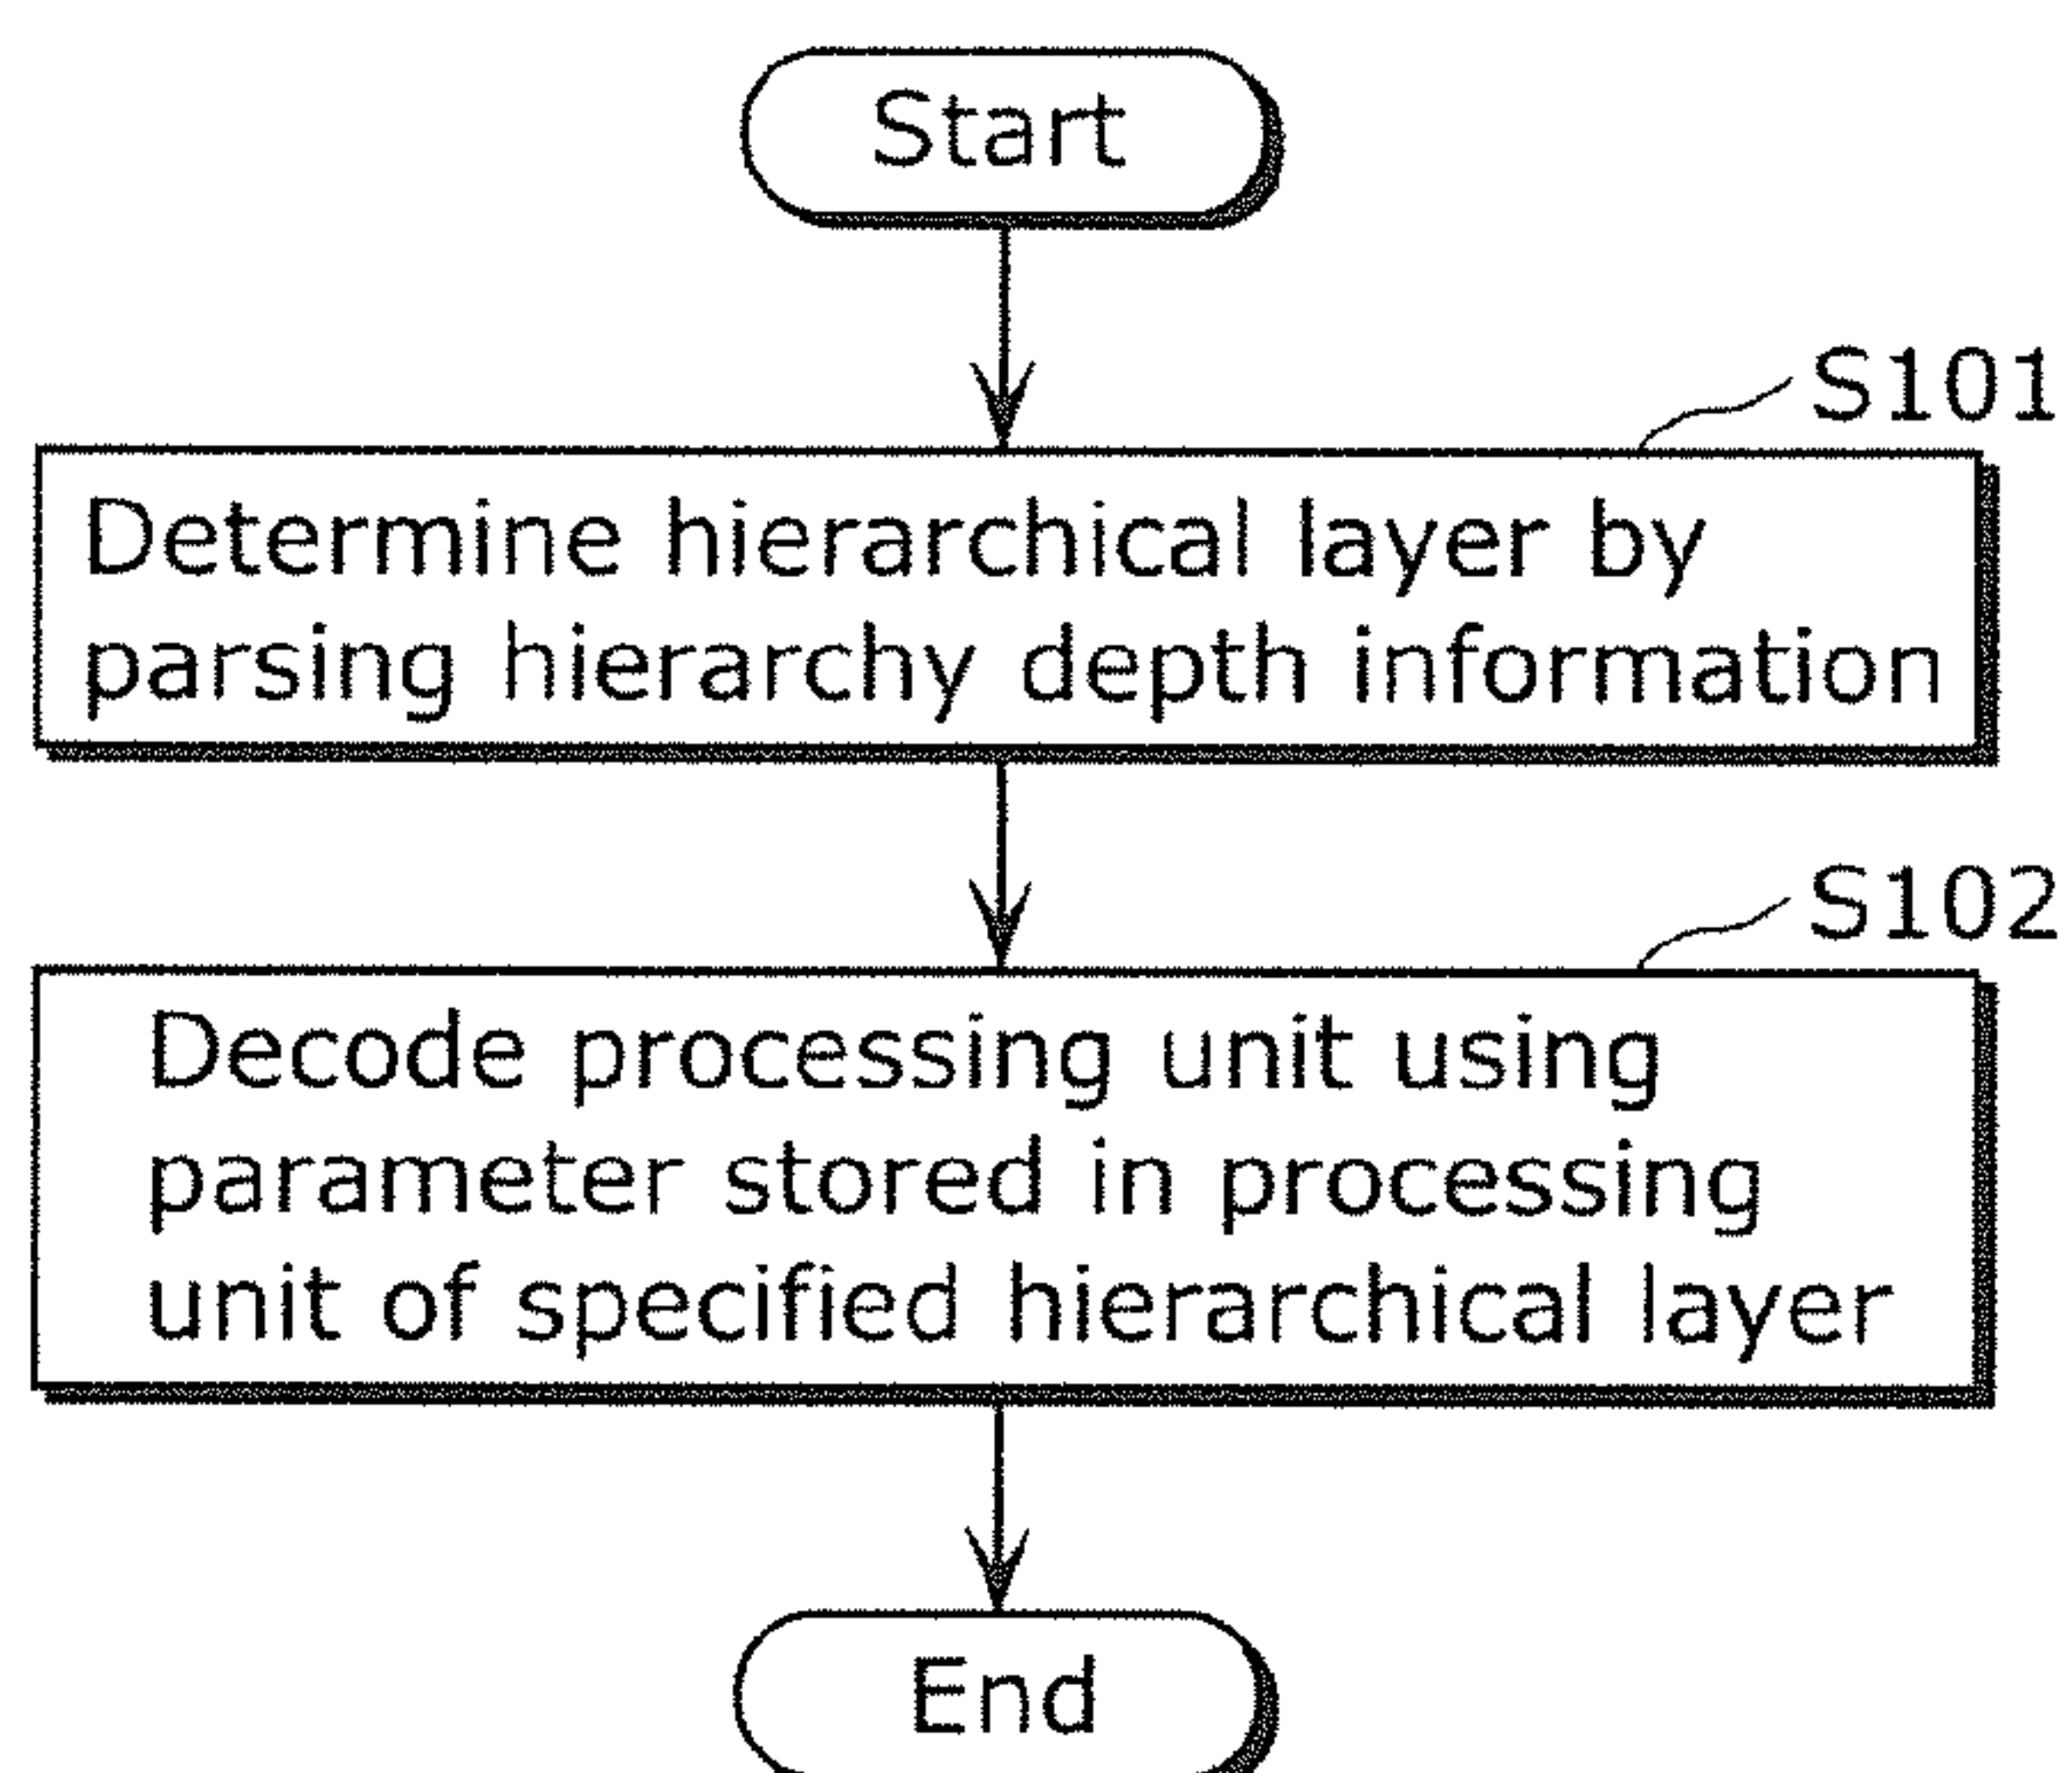 Start
S101
Determine hierarchical layer by
parsing hierarchy depth information
S102
Decode processing unit using
parameter stored in processing
unit of specified hierarchical layer
End